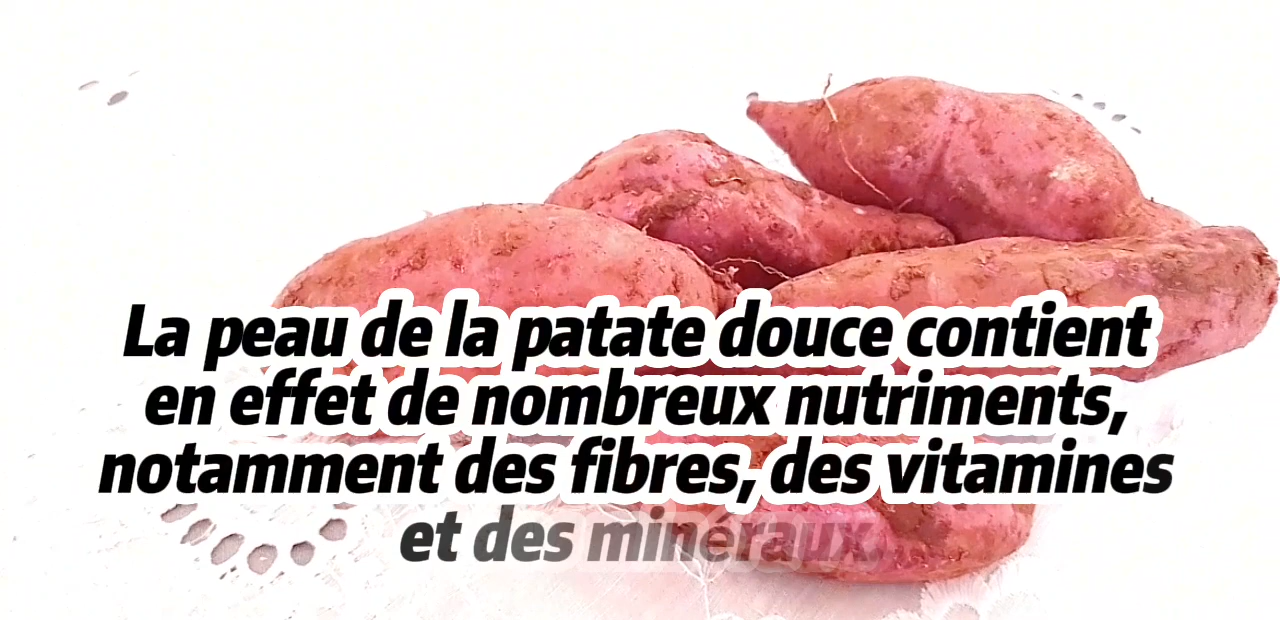 La peau de la patate douce contient
en effet de nombreux nutriments,
notamment des fibres, des vitamines
et des minéraux.